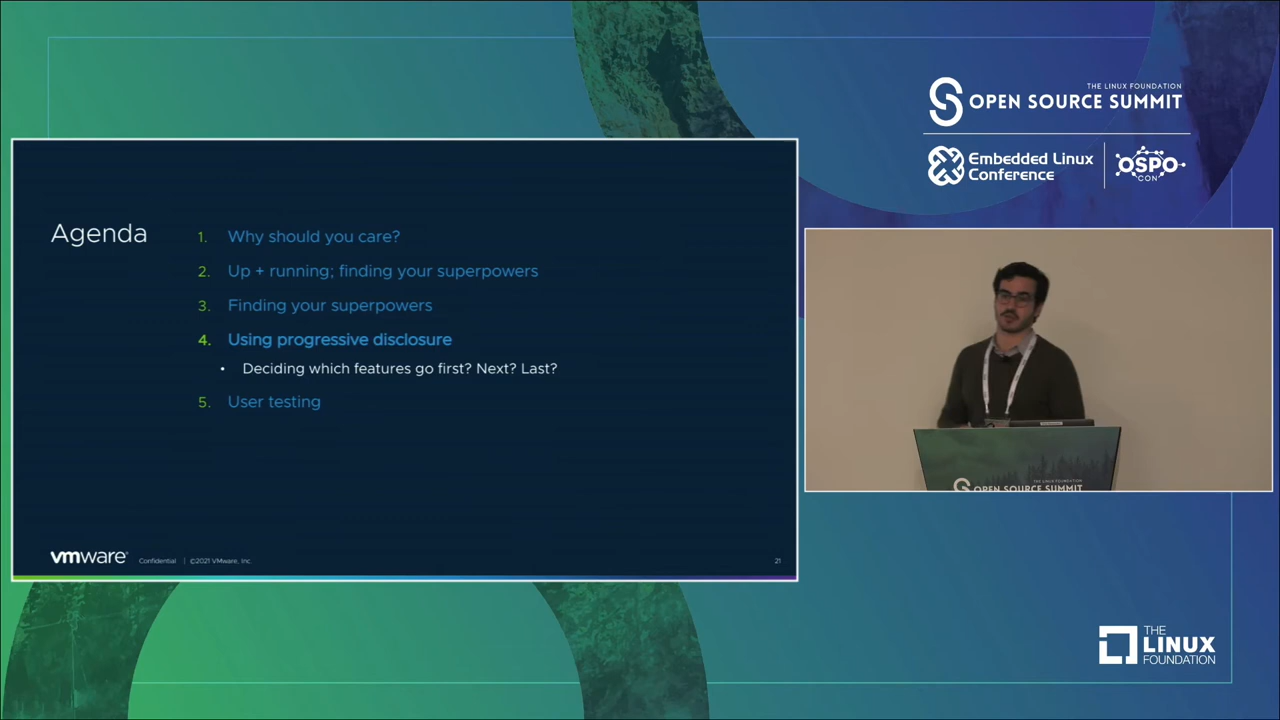 THE LINUX FOUNDATION
OPEN SOURCE SUMMIT
Embedded Linux
Conference
OSPO
CON
Agenda
1. Why should you care?
2. Up + running; finding your superpowers
3. Finding your superpowers
4. Using progressive disclosure
• Deciding which features go first? Next? Last?
5. User testing
vmware®
Confidential | ©2021 VMware, Inc.
21
THE LINUX FOUNDATION
OPEN SOURCE SUMMIT
THE
LINUX
FOUNDATION